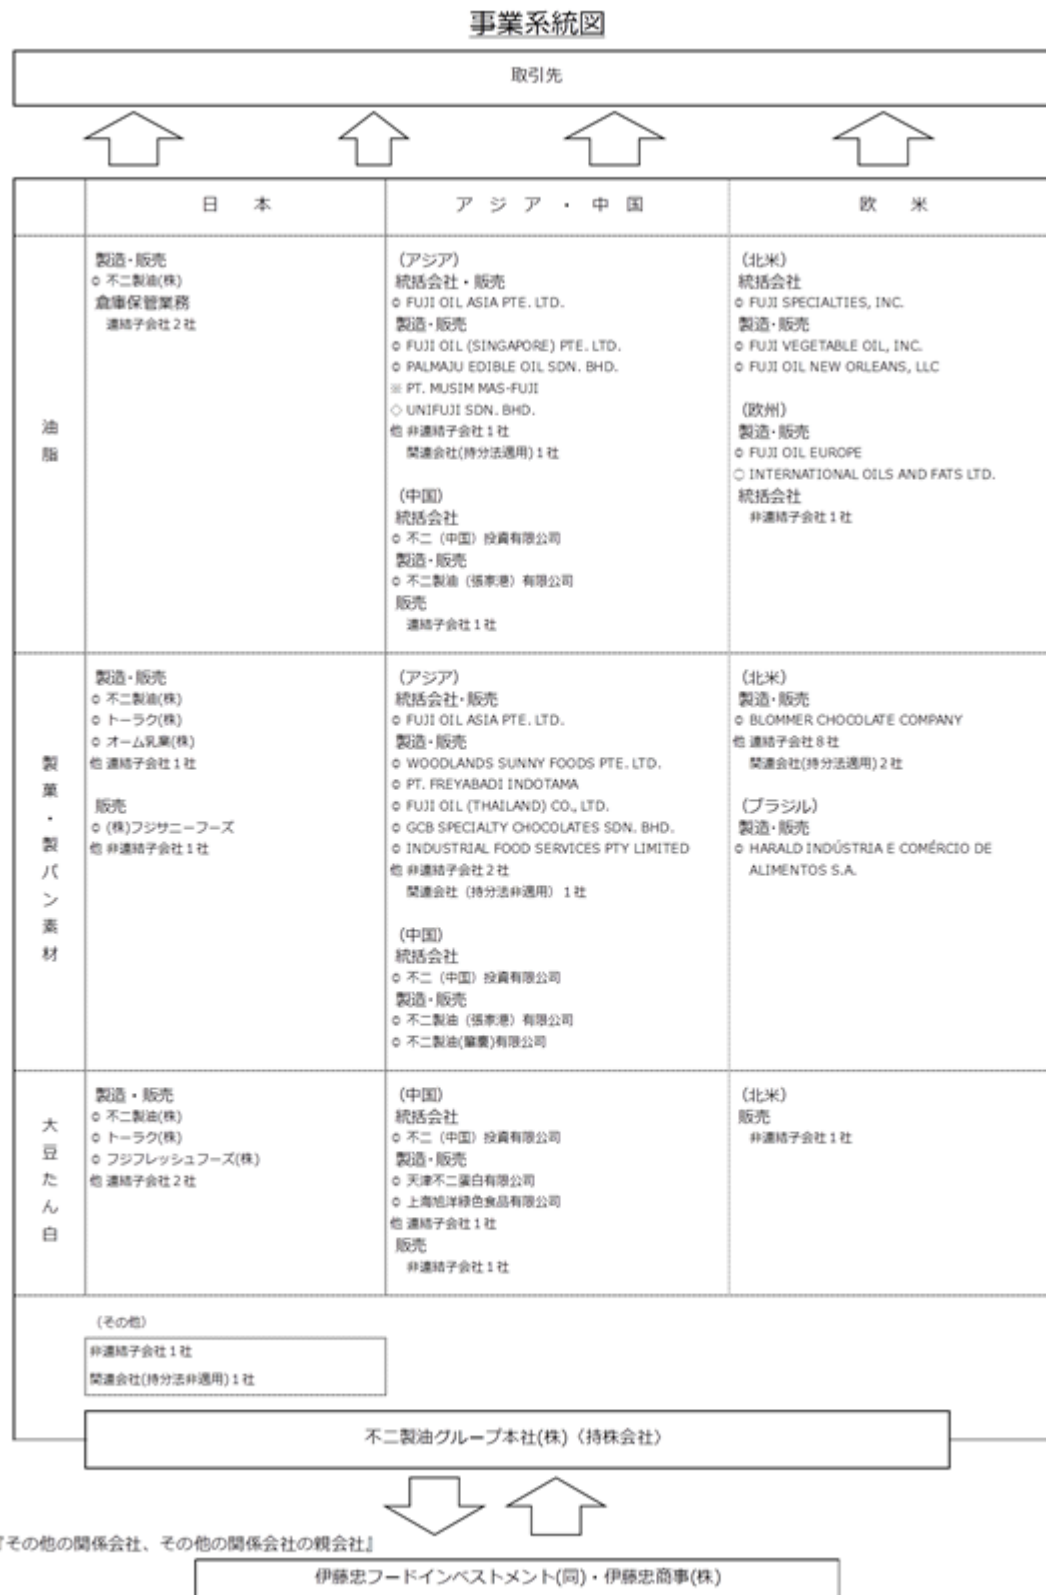 事業系統図
取引先
日 本
ア ジ ア ・ 中 国
欧 米
油脂
製造・販売
○ 不二製油(株)
倉庫保管業務
連結子会社2社
(アジア)
統括会社・販売
○ FUJI OIL ASIA PTE. LTD.
製造・販売
○ FUJI OIL (SINGAPORE) PTE. LTD.
○ PALMAJU EDIBLE OIL SDN. BHD.
※ PT. MUSIM MAS-FUJI
◇ UNIFUJI SDN. BHD.
他 非連結子会社1社
関連会社(持分法適用)1社
(中国)
統括会社
○ 不二(中国)投資有限公司
製造・販売
○ 不二製油(張家港)有限公司
販売
連結子会社1社
(北米)
統括会社
○ FUJI SPECIALTIES, INC.
製造・販売
○ FUJI VEGETABLE OIL, INC.
○ FUJI OIL NEW ORLEANS, LLC
(欧州)
製造・販売
○ FUJI OIL EUROPE
○ INTERNATIONAL OILS AND FATS LTD.
統括会社
非連結子会社1社
製菓・製パン素材
製造・販売
○ 不二製油(株)
○ トーラク(株)
○ オーム乳業(株)
他 連結子会社1社
販売
○ (株)フジサニーフーズ
他 非連結子会社1社
(アジア)
統括会社・販売
○ FUJI OIL ASIA PTE. LTD.
製造・販売
○ WOODLANDS SUNNY FOODS PTE. LTD.
○ PT. FREYABADI INDOTAMA
○ FUJI OIL (THAILAND) CO., LTD.
○ GCB SPECIALTY CHOCOLATES SDN. BHD.
○ INDUSTRIAL FOOD SERVICES PTY LIMITED
他 非連結子会社2社
関連会社(持分法非適用)1社
(中国)
統括会社
○ 不二(中国)投資有限公司
製造・販売
○ 不二製油(張家港)有限公司
○ 不二製油(肇慶)有限公司
(北米)
製造・販売
○ BLOMMER CHOCOLATE COMPANY
他 連結子会社8社
関連会社(持分法適用)2社
(ブラジル)
製造・販売
○ HARALD INDÚSTRIA E COMÉRCIO DE
ALIMENTOS S.A.
大豆たん白
製造・販売
○ 不二製油(株)
○ トーラク(株)
○ フジフレッシュフーズ(株)
他 連結子会社2社
(中国)
統括会社
○ 不二(中国)投資有限公司
製造・販売
○ 天津不二蛋白有限公司
○ 上海旭洋緑色食品有限公司
他 連結子会社1社
販売
非連結子会社1社
(北米)
販売
非連結子会社1社
(その他)
非連結子会社1社
関連会社(持分法非適用)1社
不二製油グループ本社(株)〈持株会社〉
『その他の関係会社、その他の関係会社の親会社』
伊藤忠フードインベストメント(同)・伊藤忠商事(株)